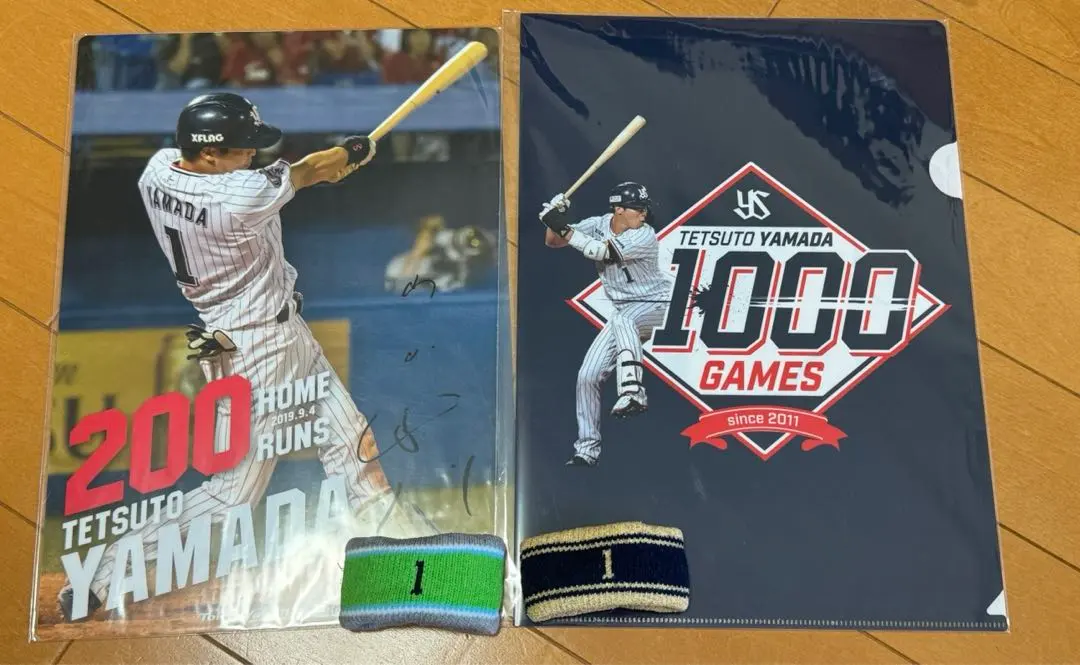 XFLAG
YAMADA
1
200
HOME
2019.9.4
RUNS
TETSUTO
YAMADA
1
YS
TETSUTO YAMADA
1000
GAMES
since 2011
1
1